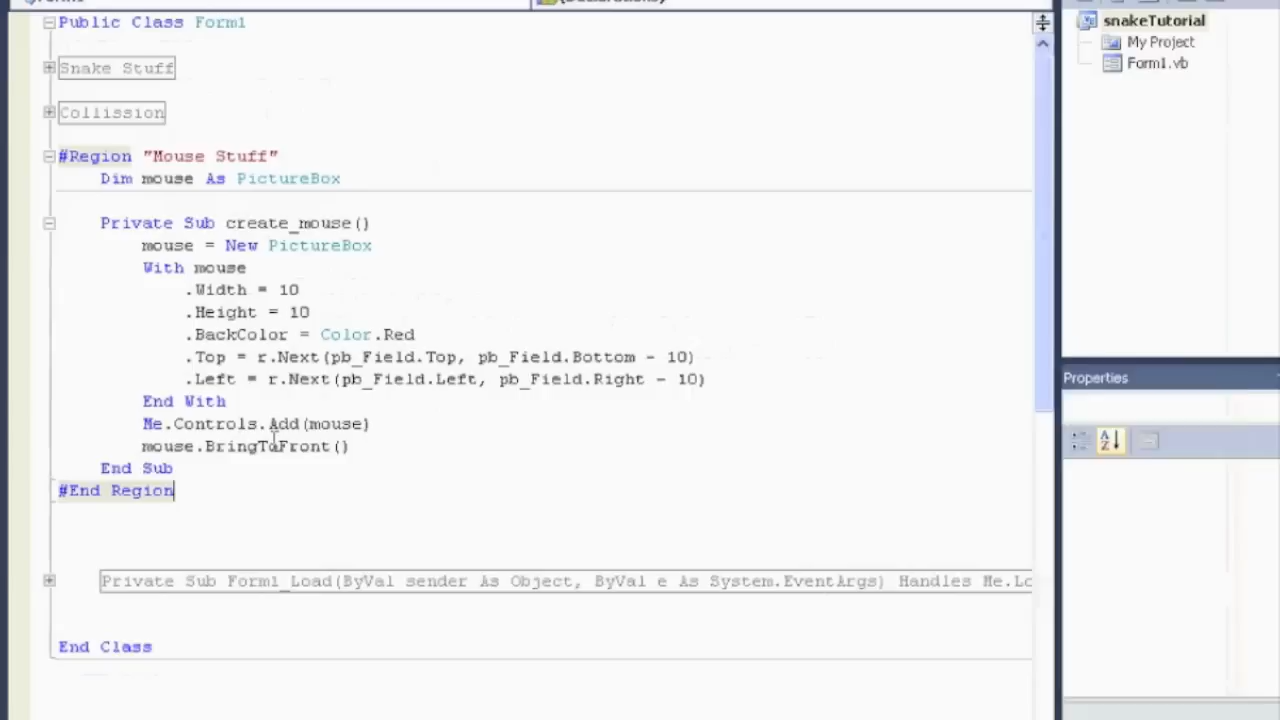 Public Class Form1
Snake Stuff
Collission
#Region "Mouse Stuff"
Dim mouse As PictureBox
Private Sub create_mouse()
mouse = New PictureBox
With mouse
.Width = 10
.Height = 10
.BackColor = Color.Red
.Top = r.Next(pb_Field.Top, pb_Field.Bottom - 10)
.Left = r.Next(pb_Field.Left, pb_Field.Right - 10)
End With
Me.Controls.Add(mouse)
mouse.BringToFront()
End Sub
#End Region
Private Sub Form1_Load(ByVal sender As Object, ByVal e As System.EventArgs) Handles Me.Lo
End Class
snakeTutorial
My Project
Form1.vb
Properties